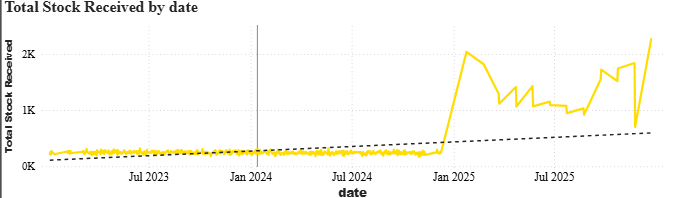 Total Stock Received by date
Total Stock Received
2K
1K
0K
Jul 2023
Jan 2024
Jul 2024
Jan 2025
Jul 2025
date